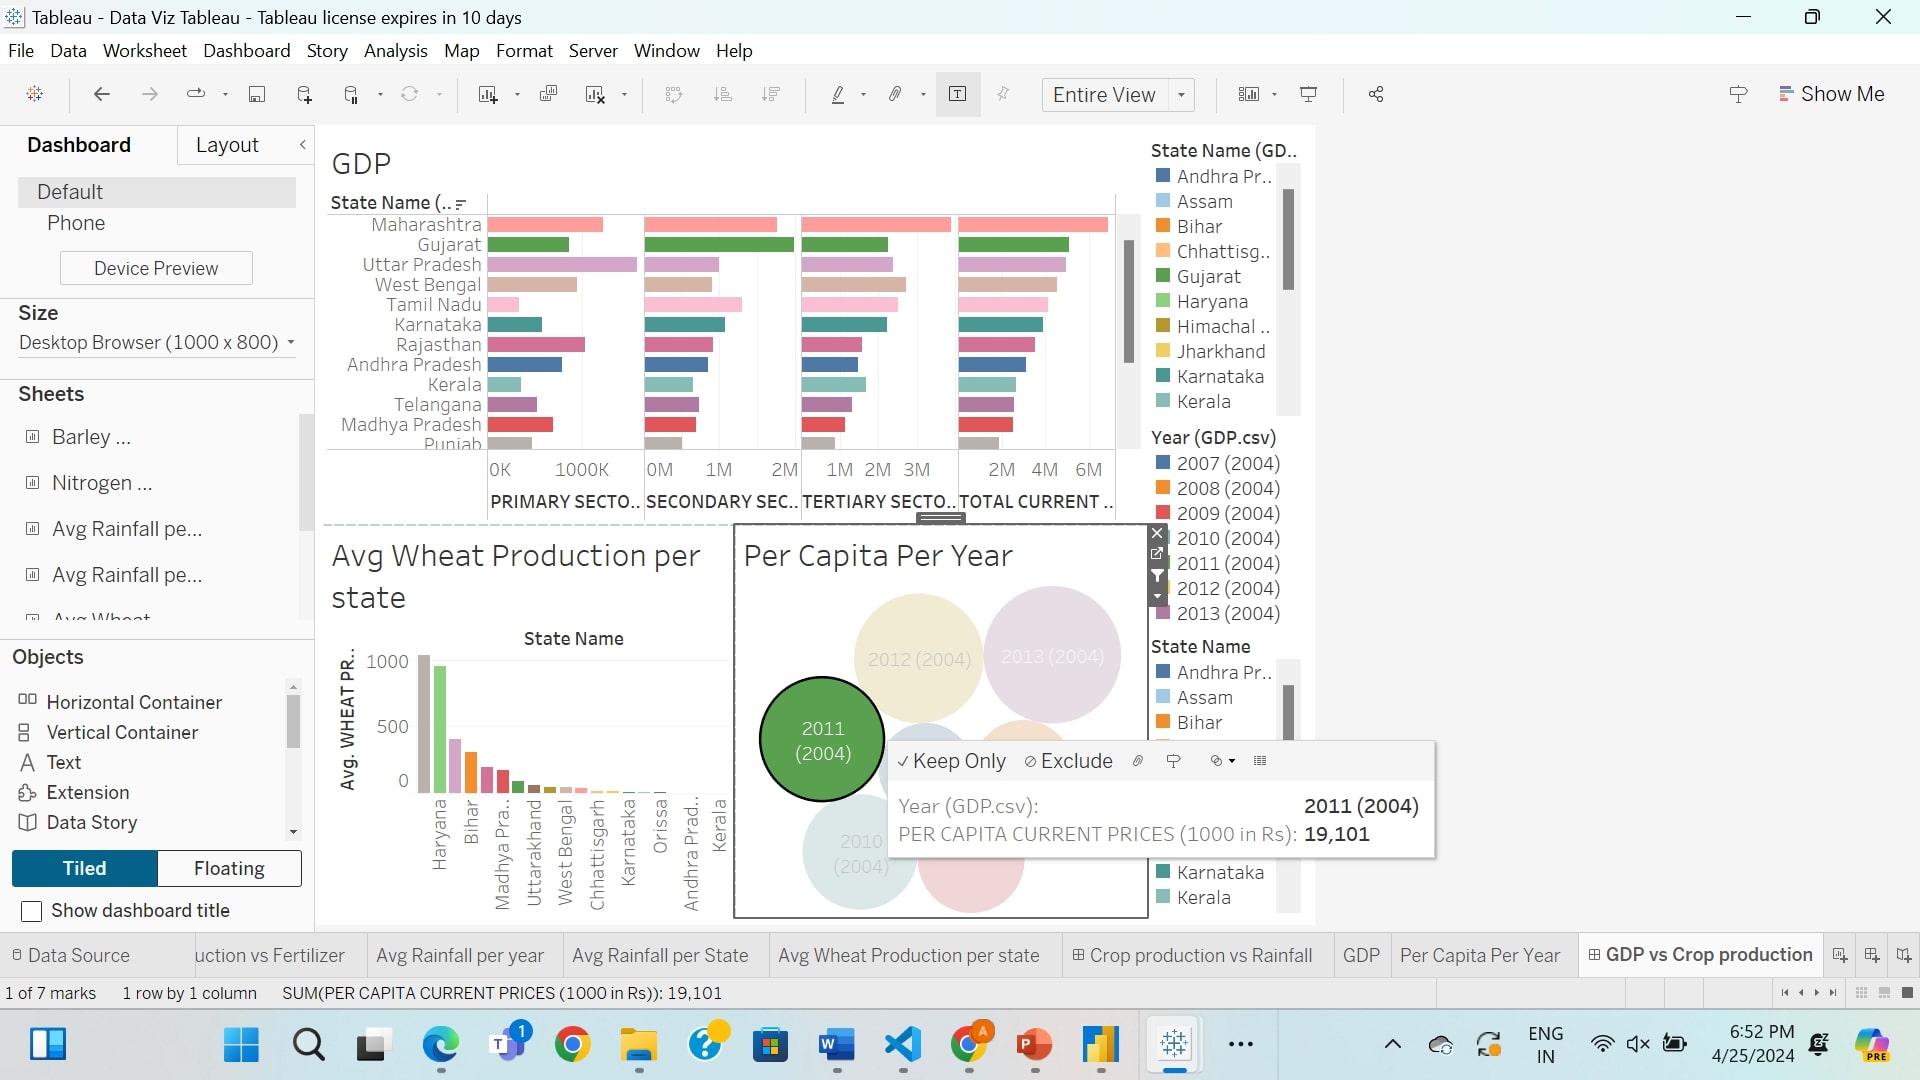 Tableau - Data Viz Tableau - Tableau license expires in 10 days
File Data Worksheet Dashboard Story Analysis Map Format Server Window Help
Entire View
Show Me
Dashboard
Layout
Default
Phone
Device Preview
Size
Desktop Browser (1000 x 800)
Sheets
Barley ...
Nitrogen ...
Avg Rainfall pe...
Avg Rainfall pe...
Avg Wheat
Objects
Horizontal Container
Vertical Container
Text
Extension
Data Story
Tiled
Floating
Show dashboard title
GDP
State Name (..
Maharashtra
Gujarat
Uttar Pradesh
West Bengal
Tamil Nadu
Karnataka
Rajasthan
Andhra Pradesh
Kerala
Telangana
Madhya Pradesh
Punjab
0K 1000K 0M 1M 2M 1M 2M 3M 2M 4M 6M
PRIMARY SECTO.. SECONDARY SEC.. TERTIARY SECTO.. TOTAL CURRENT ..
Avg Wheat Production per
state
State Name
Avg. WHEAT PR..
1000
500
0
Haryana
Bihar
Madhya Pra..
Uttarakhand
West Bengal
Chhattisgarh
Karnataka
Orissa
Andhra Prad..
Kerala
Per Capita Per Year
2012 (2004)
2013 (2004)
2011
(2004)
2010
(2004)
Keep Only
Exclude
Year (GDP.csv): 2011 (2004)
PER CAPITA CURRENT PRICES (1000 in Rs): 19,101
State Name (GD..
Andhra Pr..
Assam
Bihar
Chhattisg..
Gujarat
Haryana
Himachal ..
Jharkhand
Karnataka
Kerala
Year (GDP.csv)
2007 (2004)
2008 (2004)
2009 (2004)
2010 (2004)
2011 (2004)
2012 (2004)
2013 (2004)
State Name
Andhra Pr..
Assam
Bihar
Karnataka
Kerala
Data Source
uction vs Fertilizer
Avg Rainfall per year
Avg Rainfall per State
Avg Wheat Production per state
Crop production vs Rainfall
GDP
Per Capita Per Year
GDP vs Crop production
1 of 7 marks 1 row by 1 column SUM(PER CAPITA CURRENT PRICES (1000 in Rs)): 19,101
1
A
ENG
IN
6:52 PM
4/25/2024
PRE